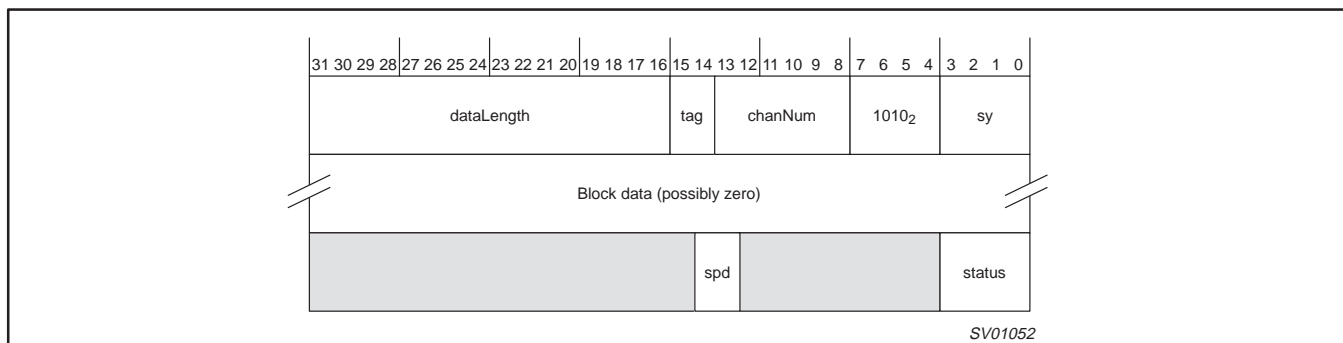 31 30 29 28 27 26 25 24 23 22 21 20 19 18 17 16 15 14 13 12 11 10 9 8 7 6 5 4 3 2 1 0
dataLength tag chanNum 1010₂ sy
Block data (possibly zero)
spd status
SV01052